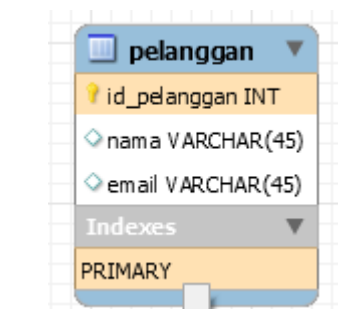 pelanggan
id_pelanggan INT
nama VARCHAR(45)
email VARCHAR(45)
Indexes
PRIMARY